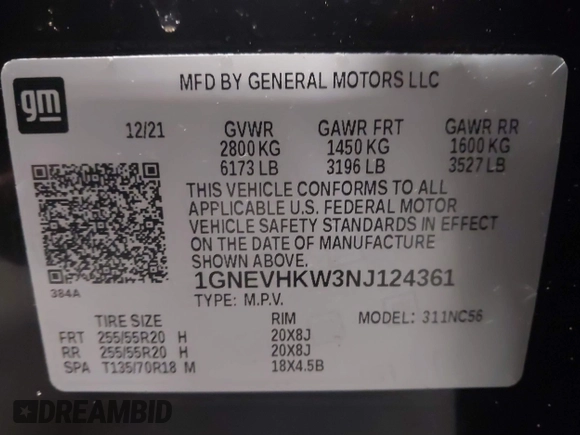 gm
MFD BY GENERAL MOTORS LLC
12/21 GVWR GAWR FRT GAWR RR
2800 KG 1450 KG 1600 KG
6173 LB 3196 LB 3527 LB
THIS VEHICLE CONFORMS TO ALL
APPLICABLE U.S. FEDERAL MOTOR
VEHICLE SAFETY STANDARDS IN EFFECT
ON THE DATE OF MANUFACTURE
SHOWN ABOVE.
384A
1GNEVHKW3NJ124361
TYPE: M.P.V.
TIRE SIZE RIM MODEL: 311NC56
FRT 255/55R20 H 20X8J
RR 255/55R20 H 20X8J
SPA T135/70R18 M 18X4.5B
DREAMBID